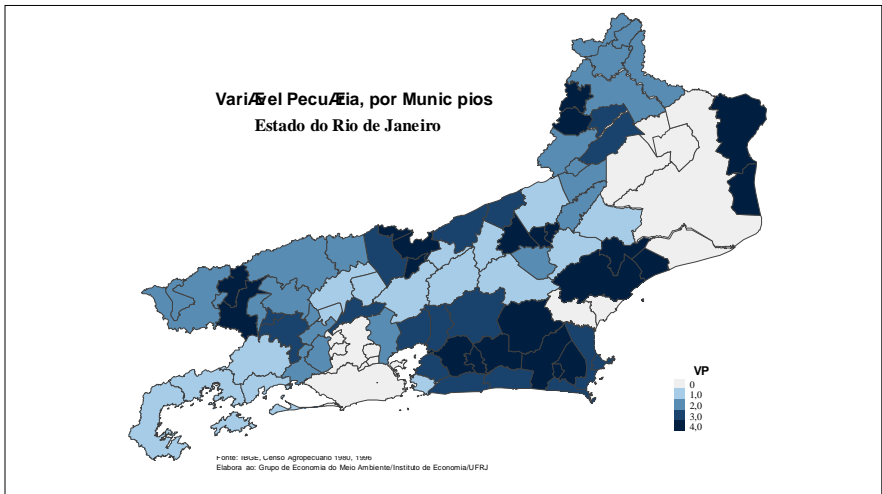 VariÆvel PecuÆria, por Munic pios
Estado do Rio de Janeiro
VP
0
1,0
2,0
3,0
4,0
Fonte: IBGE, Censo Agropecuário 1980, 1996
Elabora ao: Grupo de Economia do Meio Ambiente/Instituto de Economia/UFRJ